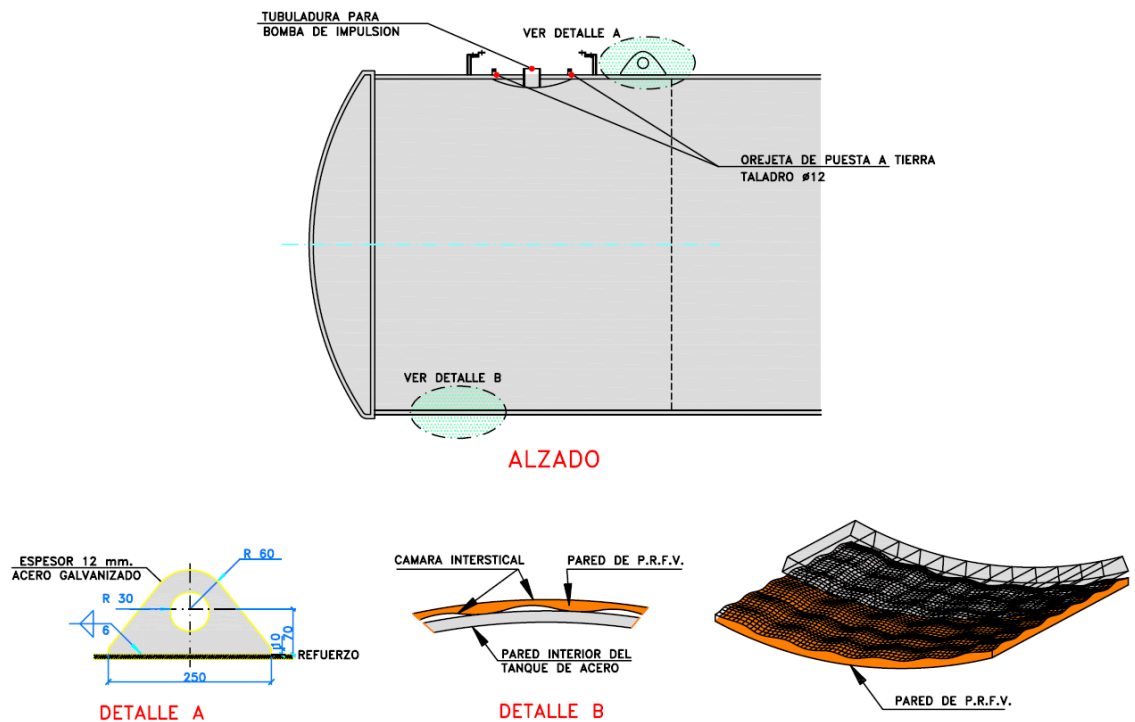 TUBULADURA PARA
BOMBA DE IMPULSION
VER DETALLE A
OREJETA DE PUESTA A TIERRA
TALADRO ø12
VER DETALLE B
ALZADO
ESPESOR 12 mm.
ACERO GALVANIZADO
R 60
R 30
6
10
70
REFUERZO
250
DETALLE A
CAMARA INTERSTICAL
PARED DE P.R.F.V.
PARED INTERIOR DEL
TANQUE DE ACERO
DETALLE B
PARED DE P.R.F.V.